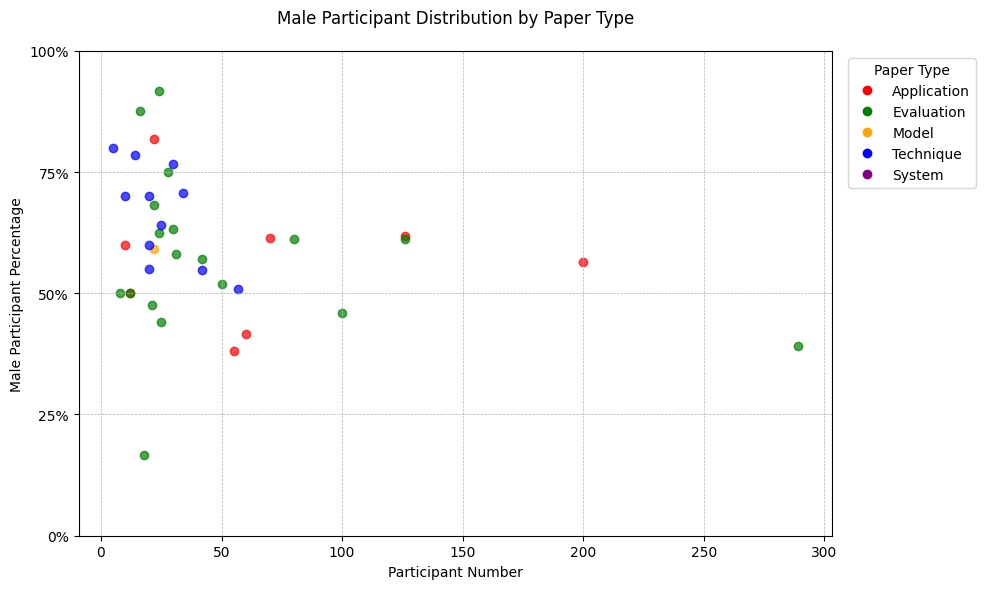 Male Participant Distribution by Paper Type
100%
75%
50%
25%
0%
Male Participant Percentage
0
50
100
150
200
250
300
Participant Number
Paper Type
Application
Evaluation
Model
Technique
System